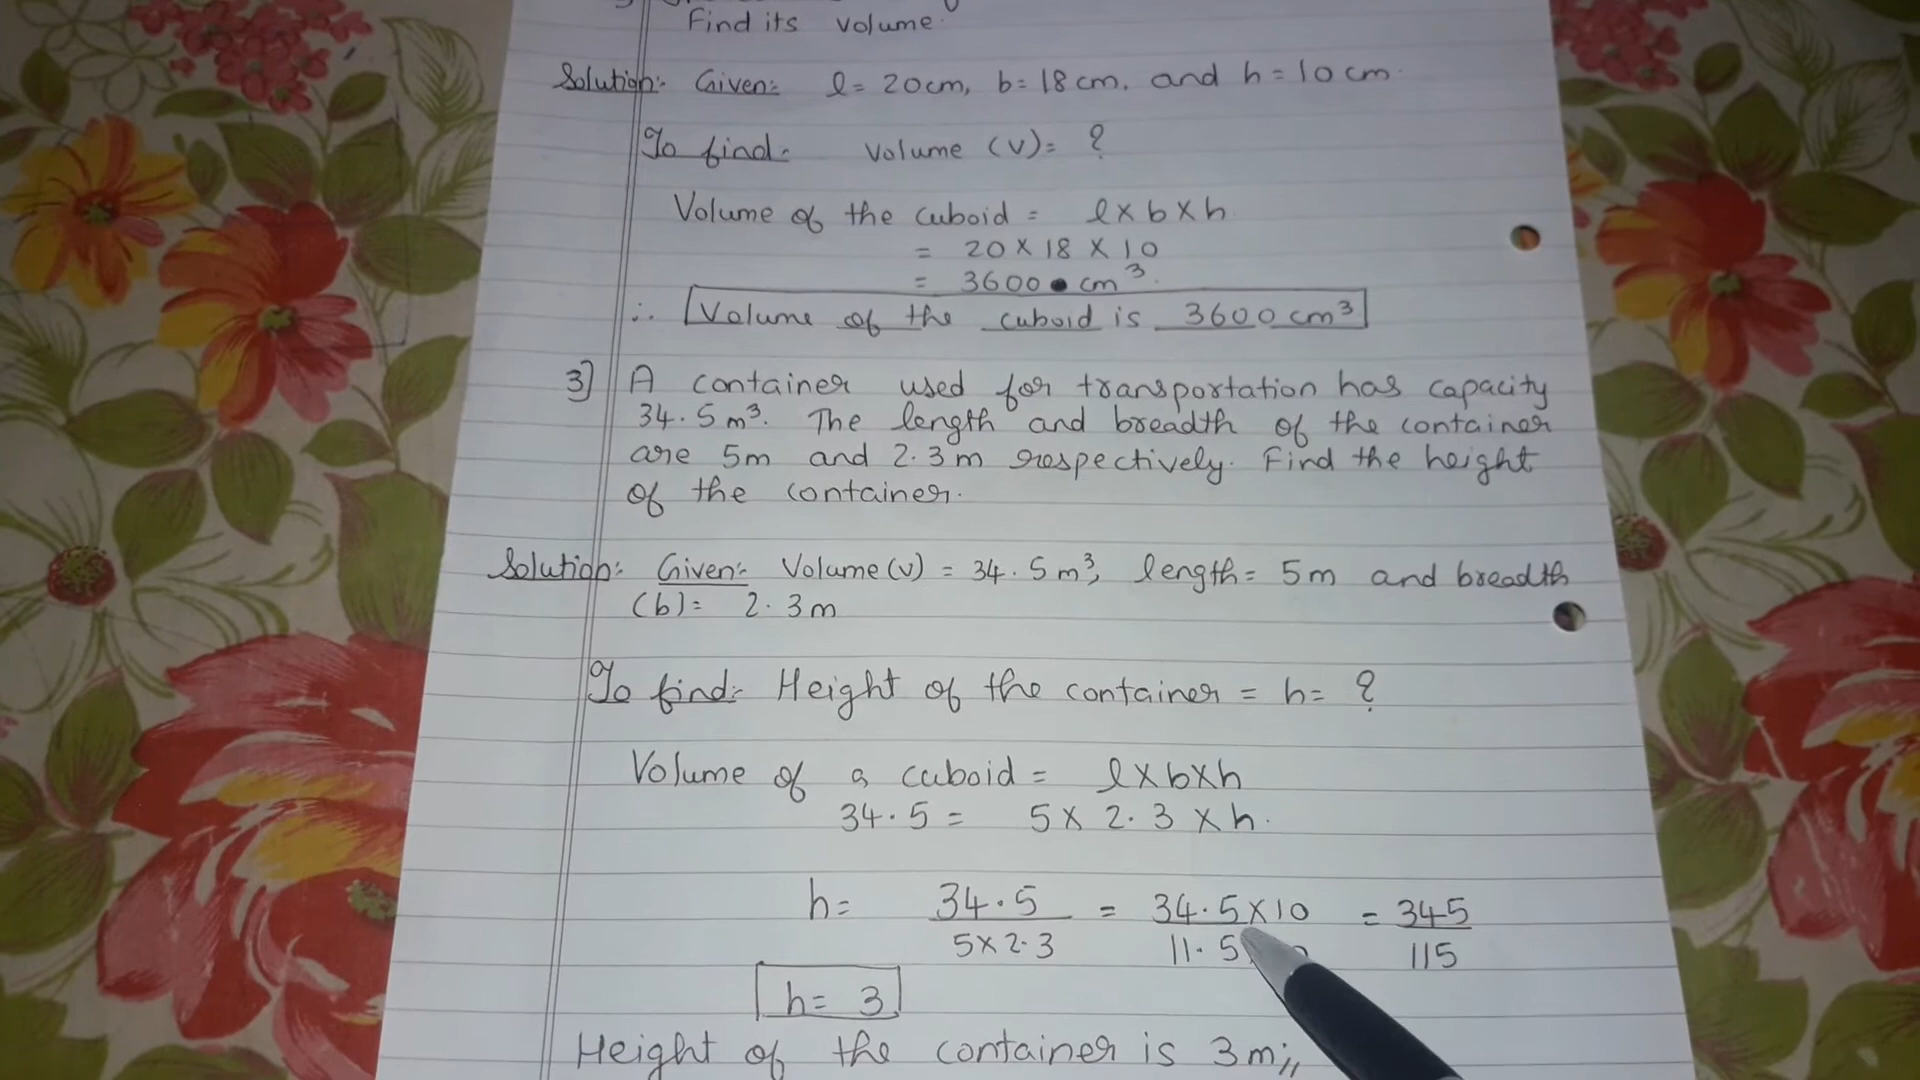 Find its volume.
Solution:- Given:- l = 20cm, b = 18 cm. and h = 10 cm.
To find:- Volume (v) = ?
Volume of the cuboid = l × b × h
= 20 × 18 × 10
= 3600 cm³.
∴ Volume of the cuboid is 3600 cm³
3] A container used for transportation has capacity
34.5 m³. The length and breadth of the container
are 5m and 2.3 m respectively. Find the height
of the container.
Solution:- Given:- Volume (v) = 34.5 m³, length = 5m and breadth
(b) = 2.3 m
To find:- Height of the container = h = ?
Volume of a cuboid = l × b × h
34.5 = 5 × 2.3 × h.
h = 34.5 / 5 × 2.3 = 34.5 × 10 / 11.5 = 345 / 115
h = 3
Height of the container is 3 m